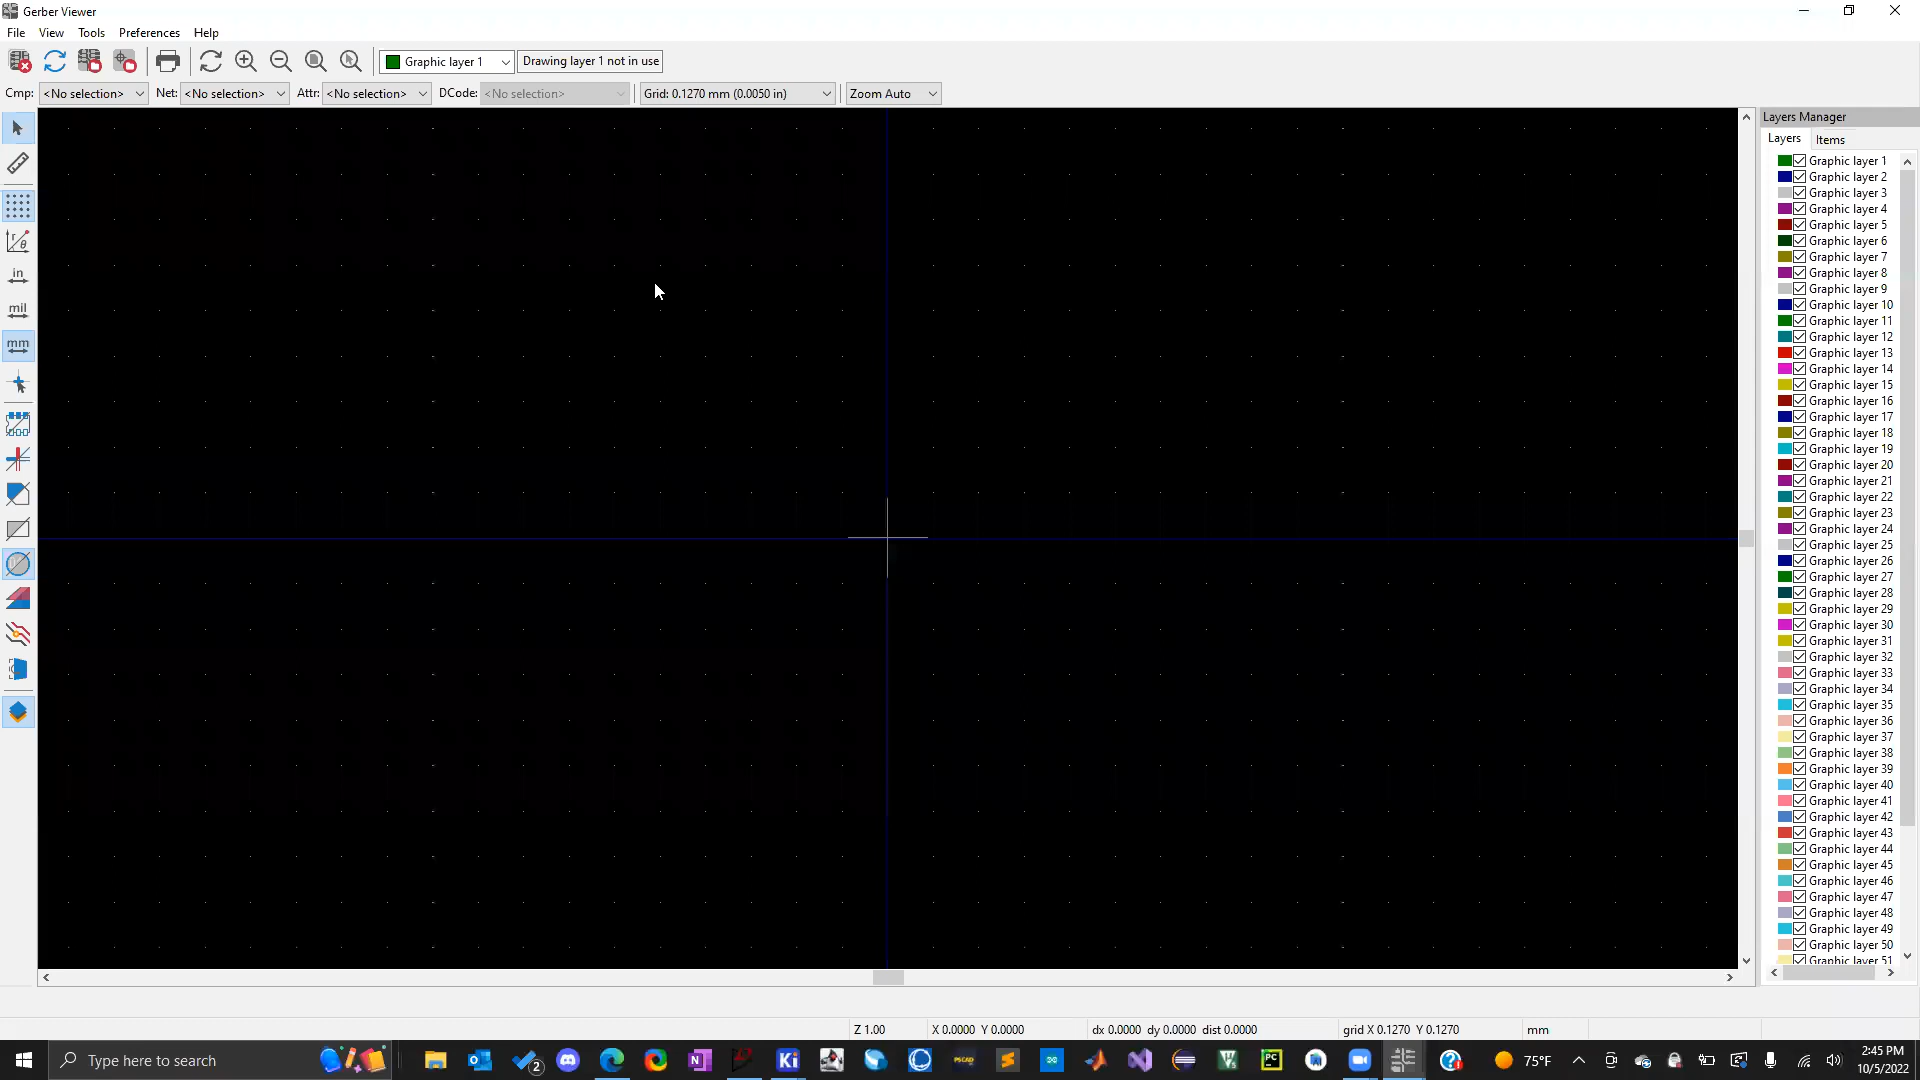 Gerber Viewer
File View Tools Preferences Help
Graphic layer 1 Drawing layer 1 not in use
Cmp: <No selection> Net: <No selection> Attr: <No selection> DCode: <No selection> Grid: 0.1270 mm (0.0050 in) Zoom Auto
in
mil
mm
Layers Manager
Layers Items
Graphic layer 1
Graphic layer 2
Graphic layer 3
Graphic layer 4
Graphic layer 5
Graphic layer 6
Graphic layer 7
Graphic layer 8
Graphic layer 9
Graphic layer 10
Graphic layer 11
Graphic layer 12
Graphic layer 13
Graphic layer 14
Graphic layer 15
Graphic layer 16
Graphic layer 17
Graphic layer 18
Graphic layer 19
Graphic layer 20
Graphic layer 21
Graphic layer 22
Graphic layer 23
Graphic layer 24
Graphic layer 25
Graphic layer 26
Graphic layer 27
Graphic layer 28
Graphic layer 29
Graphic layer 30
Graphic layer 31
Graphic layer 32
Graphic layer 33
Graphic layer 34
Graphic layer 35
Graphic layer 36
Graphic layer 37
Graphic layer 38
Graphic layer 39
Graphic layer 40
Graphic layer 41
Graphic layer 42
Graphic layer 43
Graphic layer 44
Graphic layer 45
Graphic layer 46
Graphic layer 47
Graphic layer 48
Graphic layer 49
Graphic layer 50
Graphic layer 51
Z 1.00 X 0.0000 Y 0.0000 dx 0.0000 dy 0.0000 dist 0.0000 grid X 0.1270 Y 0.1270 mm
Type here to search 2 Ki PSCAD PC 75°F 2:45 PM
10/5/2022